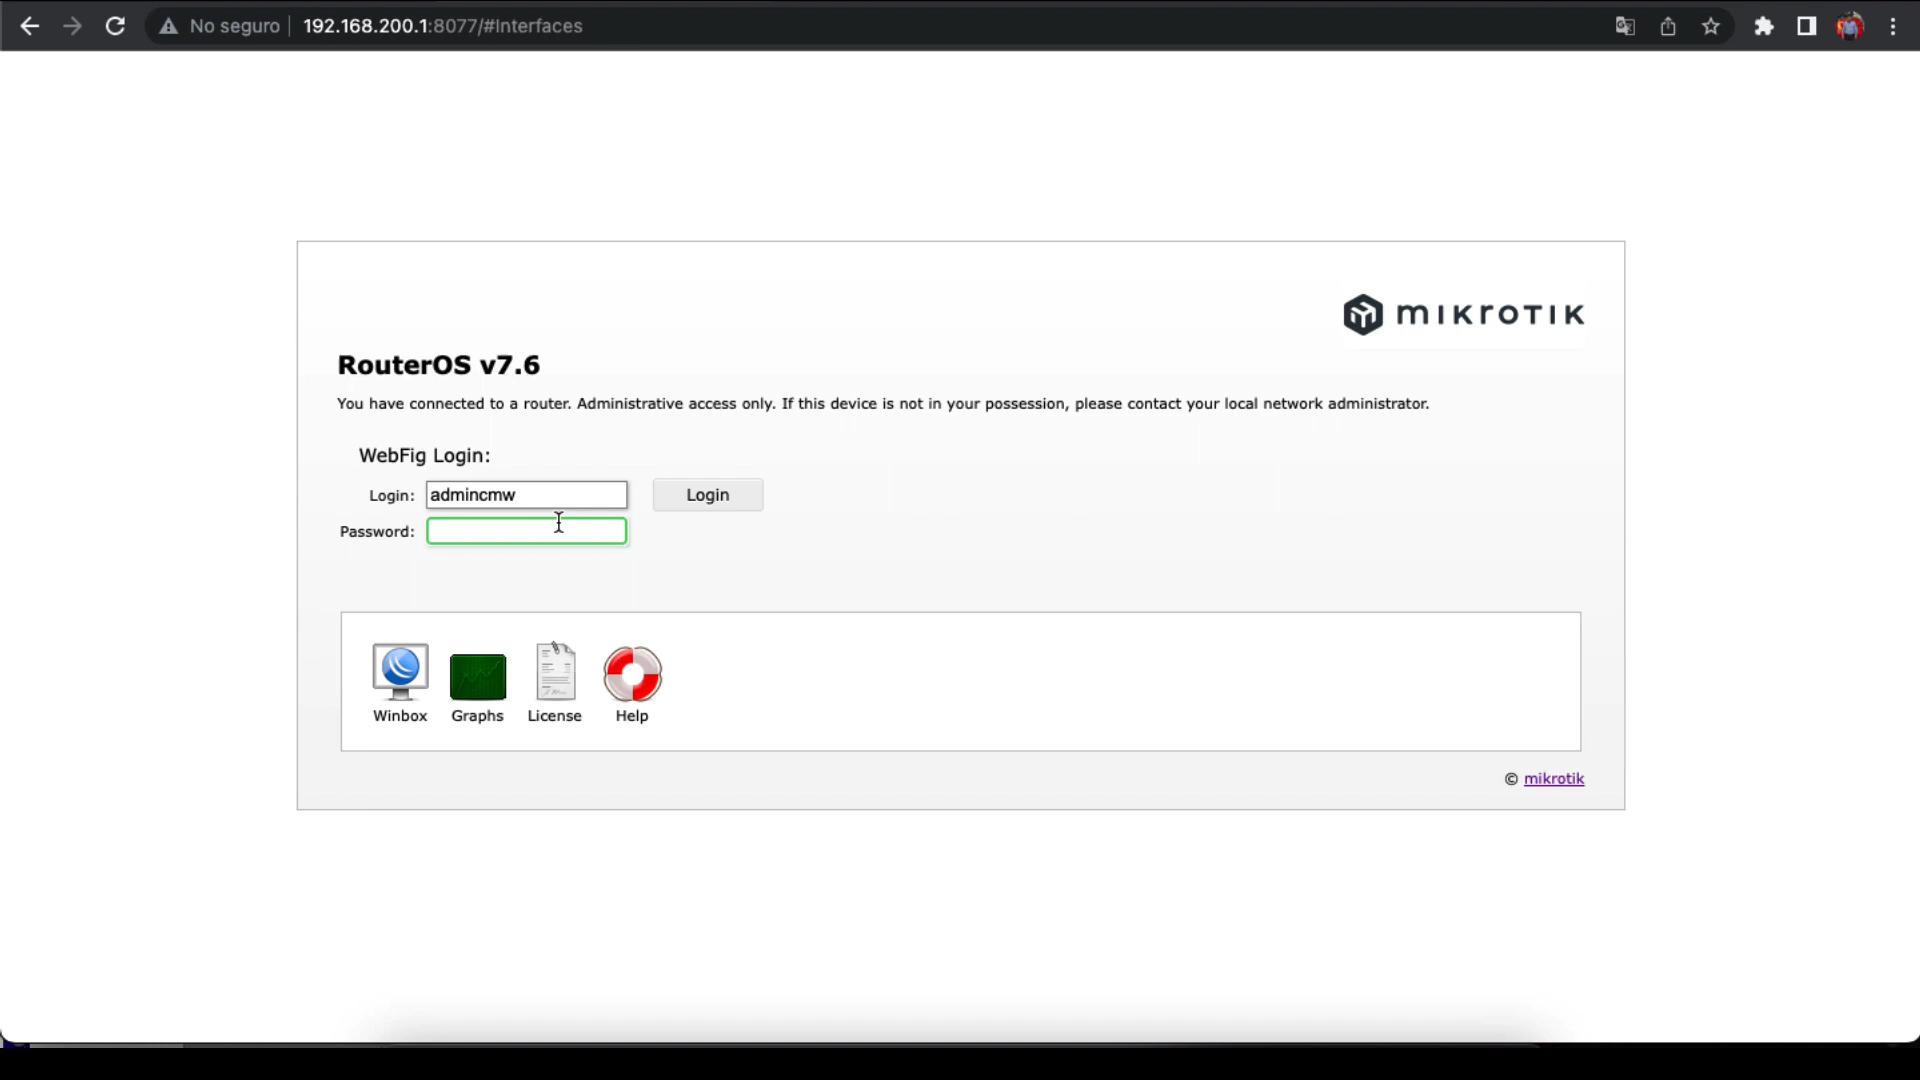 No seguro 192.168.200.1:8077/#Interfaces
mikrotik
RouterOS v7.6
You have connected to a router. Administrative access only. If this device is not in your possession, please contact your local network administrator.
WebFig Login:
Login: admincmw Login
Password:
Winbox Graphs License Help
© mikrotik